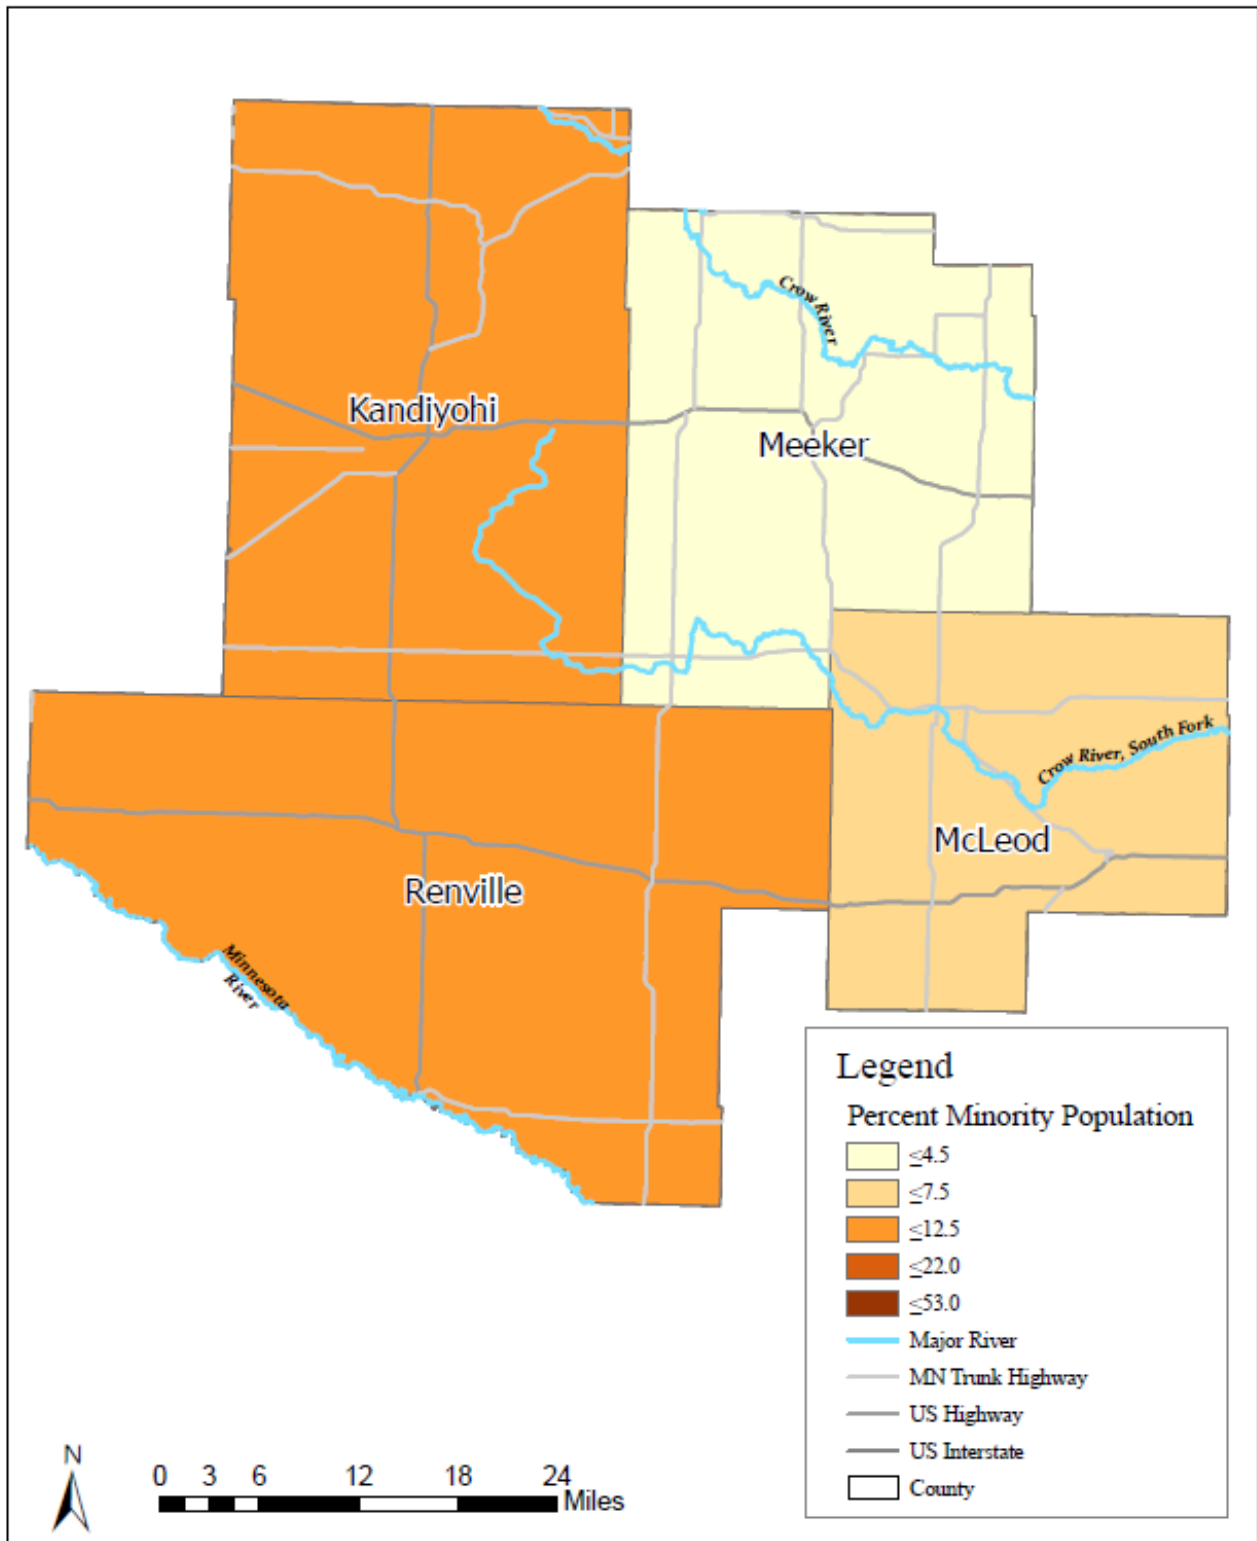 Crow River
Kandiyohi
Meeker
Crow River, South Fork
McLeod
Renville
Minnesota
River
Legend
Percent Minority Population
≤4.5
≤7.5
≤12.5
≤22.0
≤53.0
Major River
MN Trunk Highway
US Highway
US Interstate
County
N
0 3 6 12 18 24
Miles